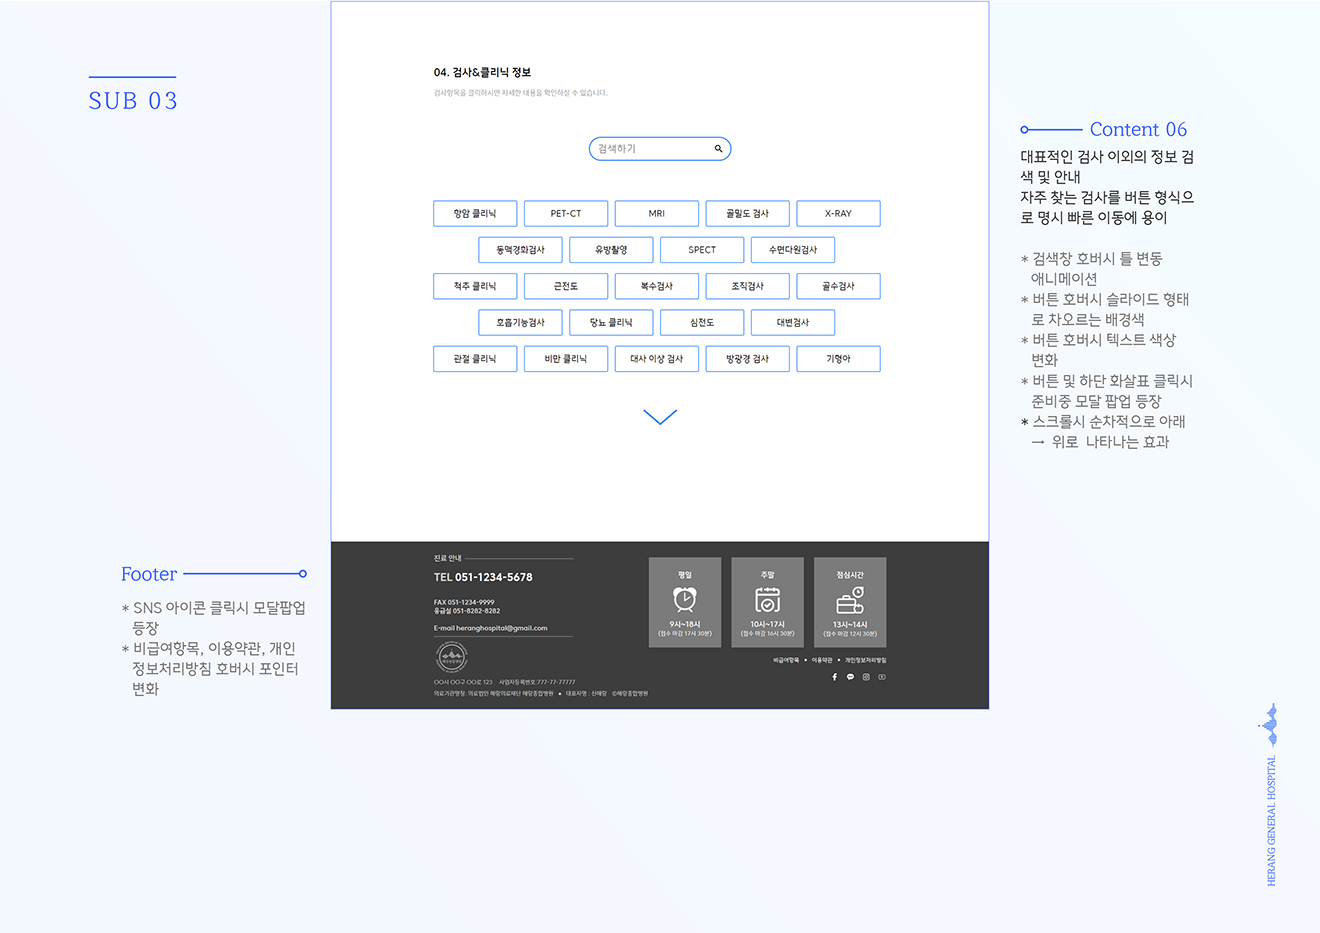 SUB 03
04. 검사&클리닉 정보
검사항목을 클릭하시면 자세한 내용을 확인하실 수 있습니다.
검색하기
항암 클리닉
PET-CT
MRI
골밀도 검사
X-RAY
동맥경화검사
유방촬영
SPECT
수면다원검사
척추 클리닉
근전도
복수검사
조직검사
골수검사
호흡기능검사
당뇨 클리닉
심전도
대변검사
관절 클리닉
비만 클리닉
대사 이상 검사
방광경 검사
기형아
Content 06
대표적인 검사 이외의 정보 검
색 및 안내
자주 찾는 검사를 버튼 형식으
로 명시 빠른 이동에 용이
* 검색창 호버시 틀 변동
애니메이션
* 버튼 호버시 슬라이드 형태
로 차오르는 배경색
* 버튼 호버시 텍스트 색상
변화
* 버튼 및 하단 화살표 클릭시
준비중 모달 팝업 등장
* 스크롤시 순차적으로 아래
→ 위로 나타나는 효과
Footer
* SNS 아이콘 클릭시 모달팝업
등장
* 비급여항목, 이용약관, 개인
정보처리방침 호버시 포인터
변화
진료 안내
TEL 051-1234-5678
FAX 051-1234-9999
응급실 051-8282-8282
E-mail heranghospital@gmail.com
평일
9시~18시
(접수 마감 17시 30분)
주말
10시~17시
(접수 마감 16시 30분)
점심시간
13시~14시
(접수 마감 12시 30분)
비급여항목 • 이용약관 • 개인정보처리방침
OO시 OO구 OO로 123 사업자등록번호:777-77-77777
의료기관명칭: 의료법인 해랑의료재단 해랑종합병원 • 대표자명 : 신해랑 ©해랑종합병원
HERANG GENERAL HOSPITAL